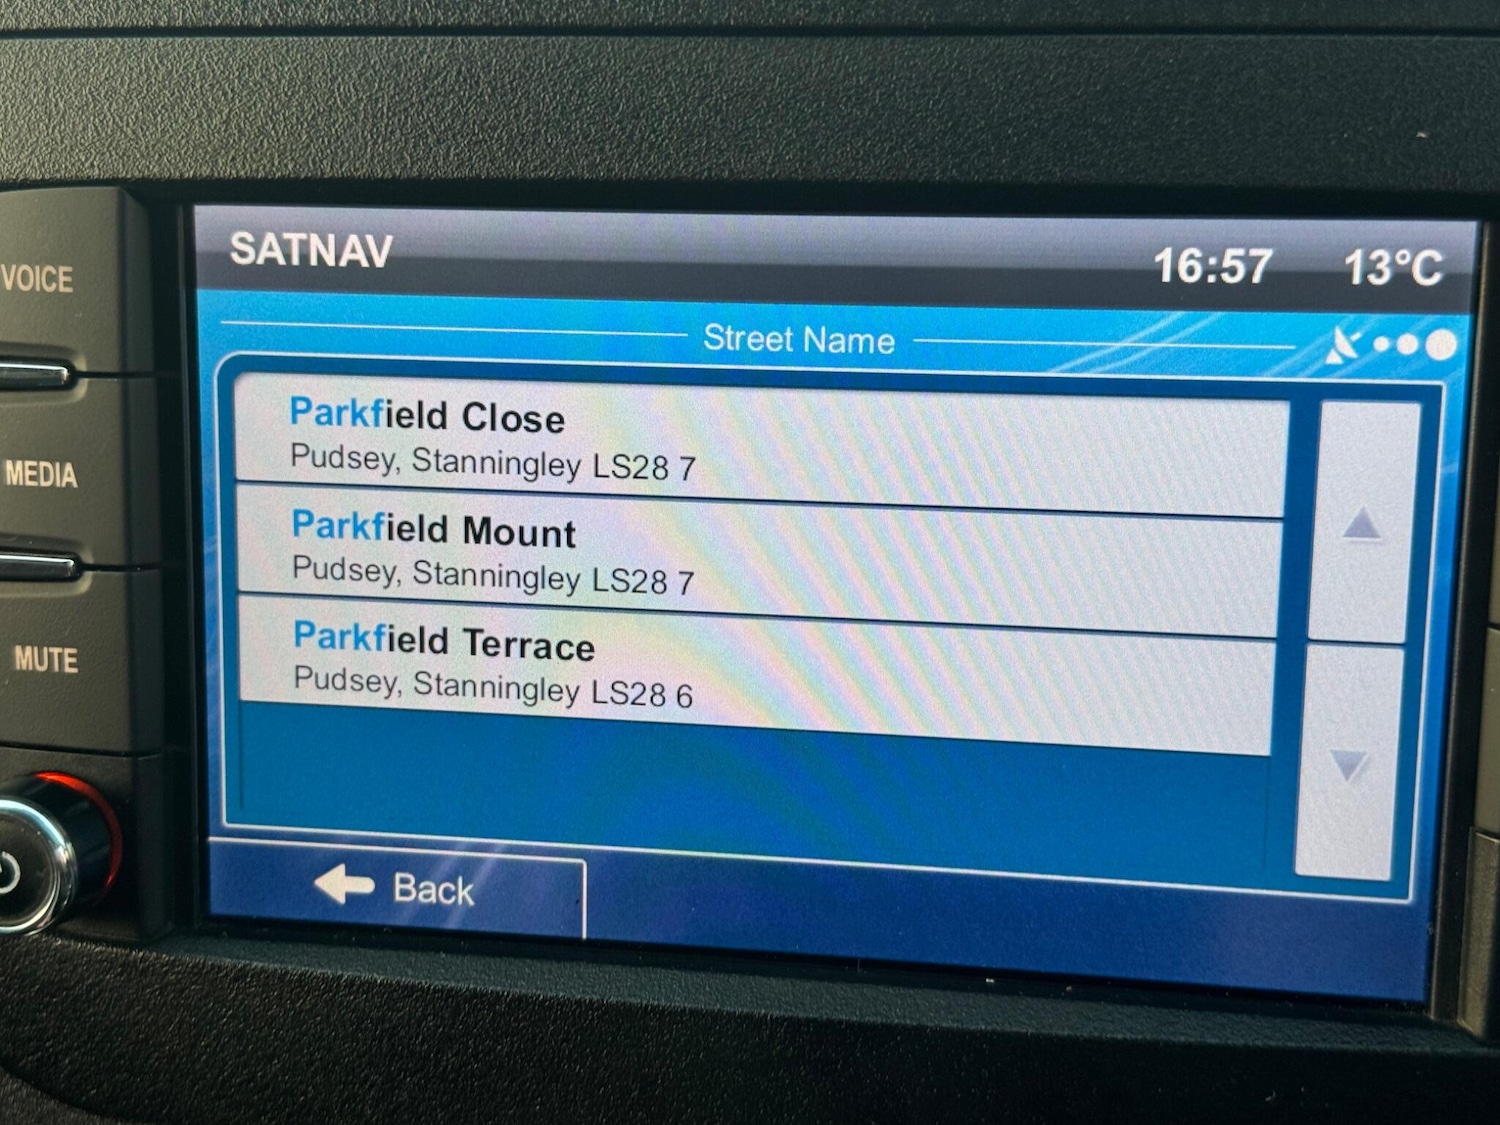 SATNAV 16:57 13°C
VOICE
Street Name
Parkfield Close
Pudsey, Stanningley LS28 7
MEDIA
Parkfield Mount
Pudsey, Stanningley LS28 7
MUTE
Parkfield Terrace
Pudsey, Stanningley LS28 6
Back